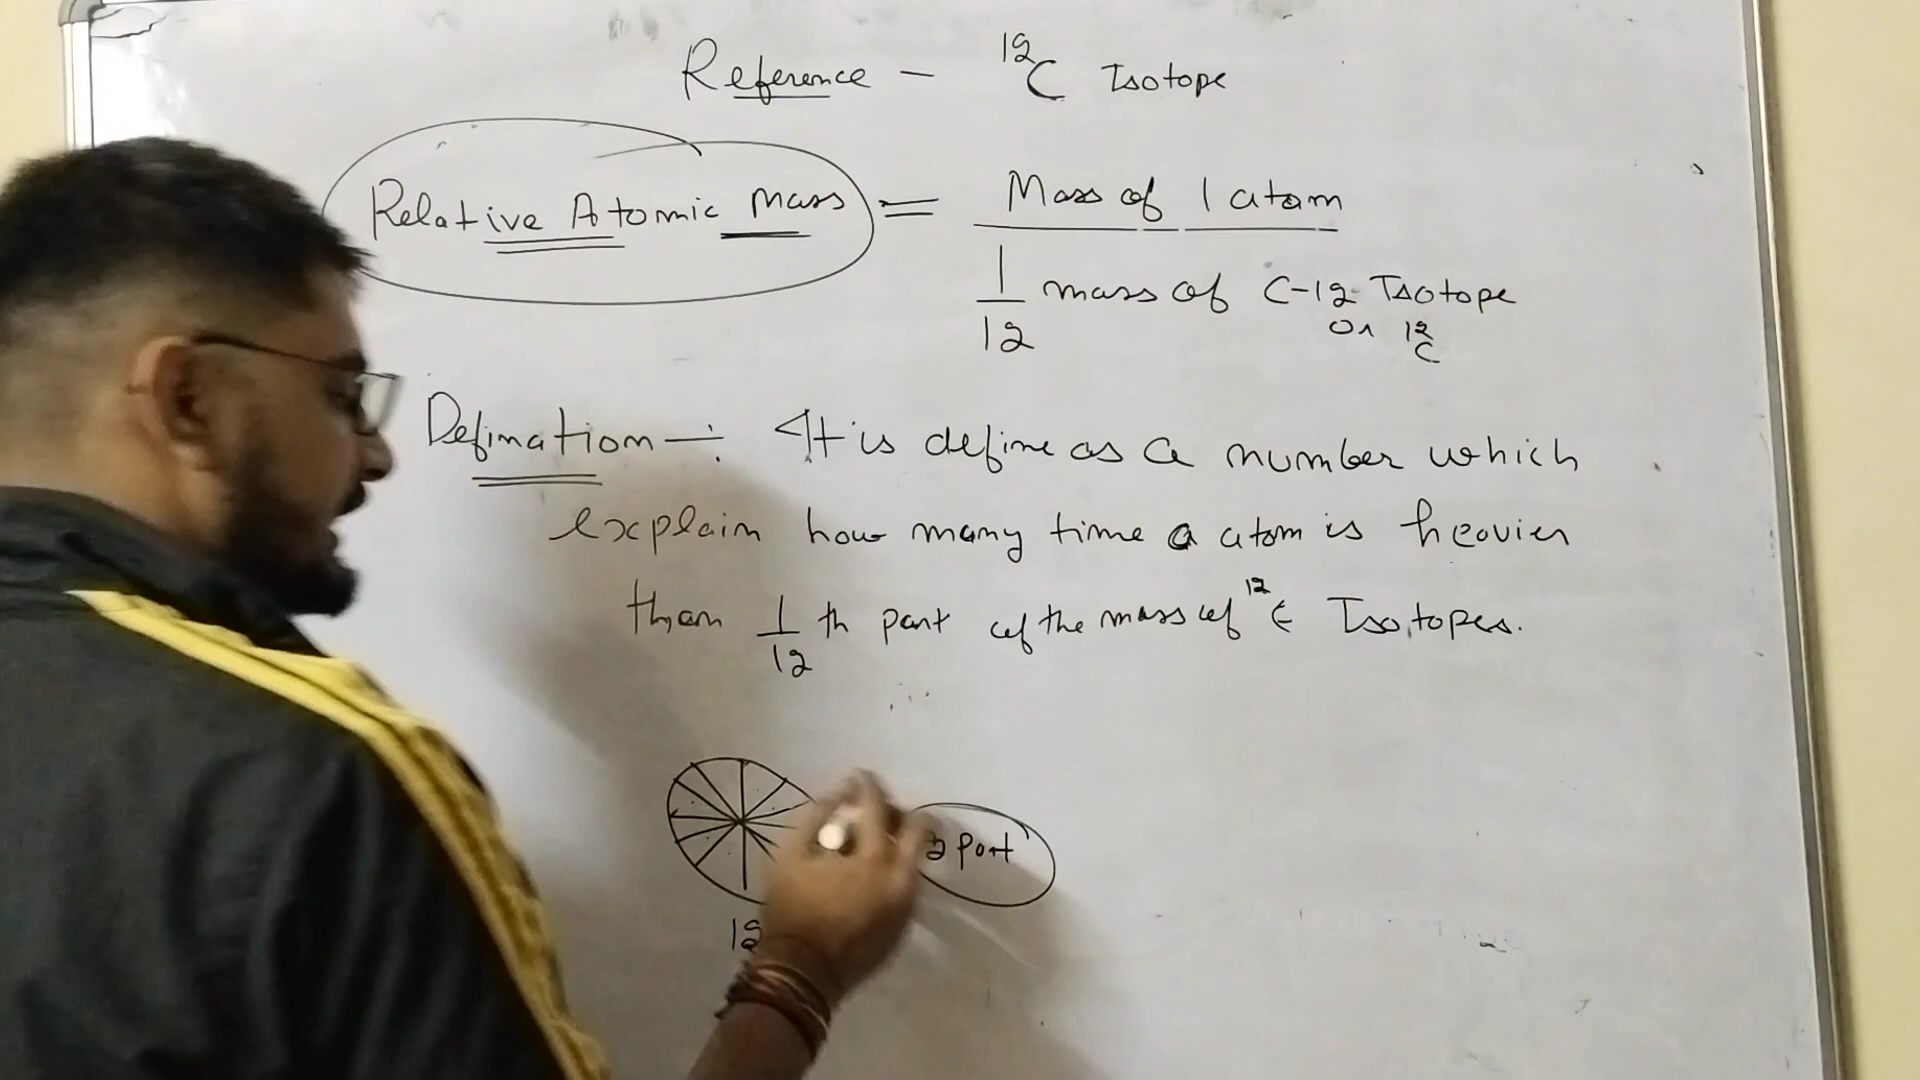 Reference - ¹²C Isotope
Relative Atomic Mass = Mass of 1 atom
1/12 mass of C-12 Isotope
or ¹²C
Defination :- It is define as a number which
explain how many time a atom is heavier
than 1/12 th part of the mass of ¹²C Isotopes.
Part
12